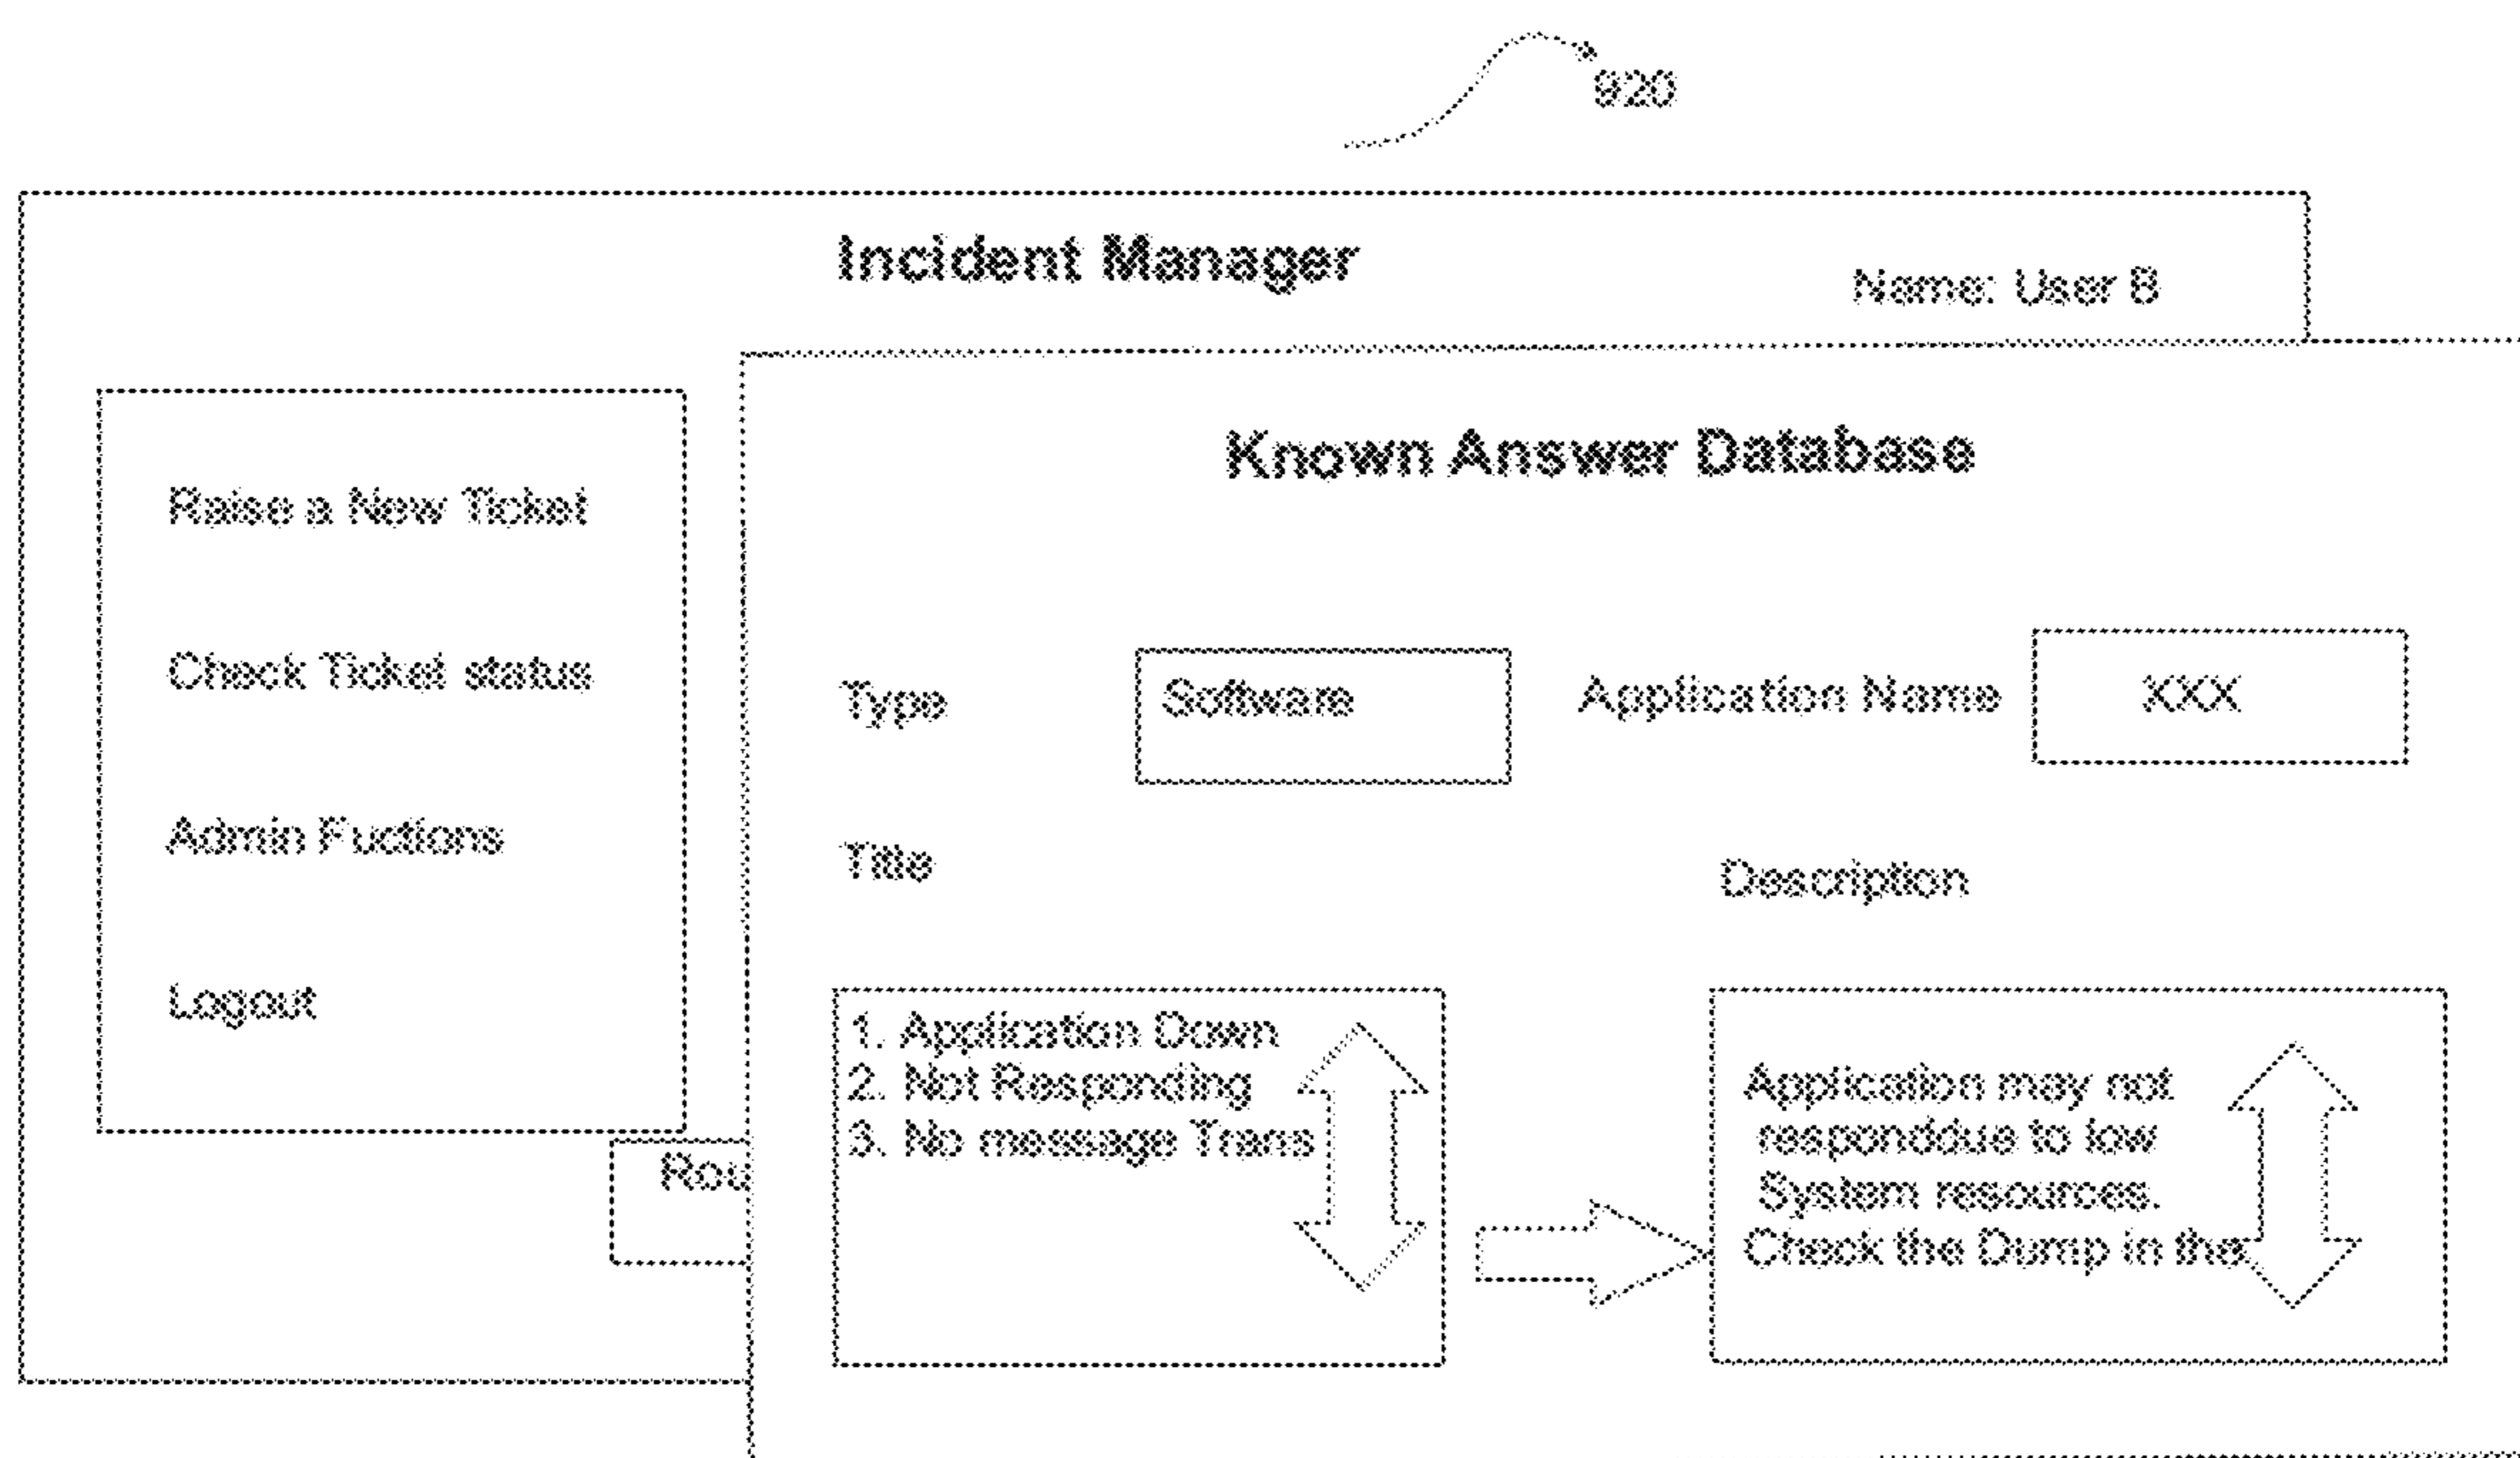 920
Incident Manager
Name: User B
Raise a New Ticket
Check Ticket status
Admin Fuctions
Logout
Rou
Known Answer Database
Type
Software
Application Name
XXX
Title
Description
1. Application Down
2. Not Responding
3. No message Trans
Application may not
responddue to low
System resources.
Check the Dump in the